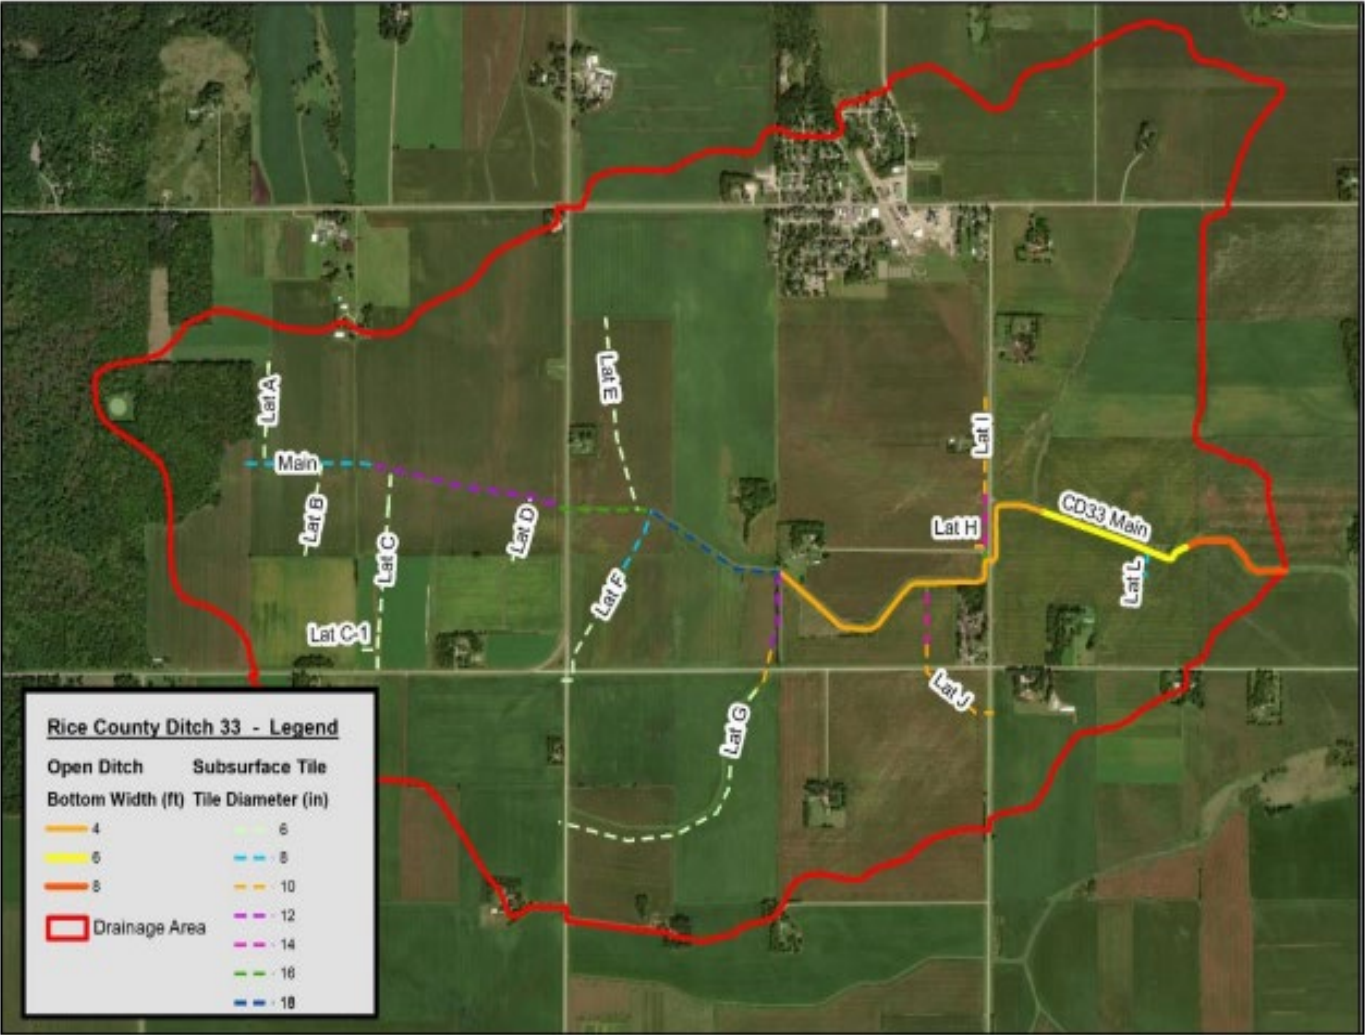 Lat A
Lat E
Lat I
Main
Lat B
Lat D
Lat H
CD33 Main
Lat C
Lat F
Lat L
Lat C-1
Lat J
Lat G
Rice County Ditch 33 - Legend
Open Ditch Subsurface Tile
Bottom Width (ft) Tile Diameter (in)
4 6
6 8
8 10
Drainage Area 12
14
16
18